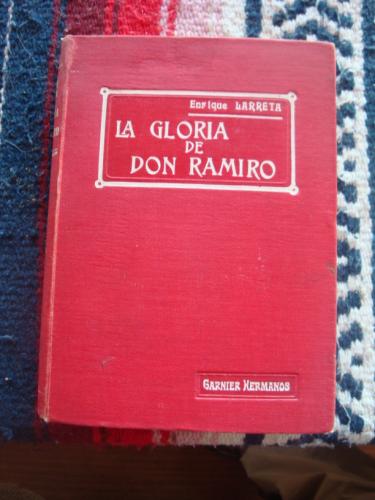 Enrique LARRETA
LA GLORIA
DE
DON RAMIRO
GARNIER HERMANOS